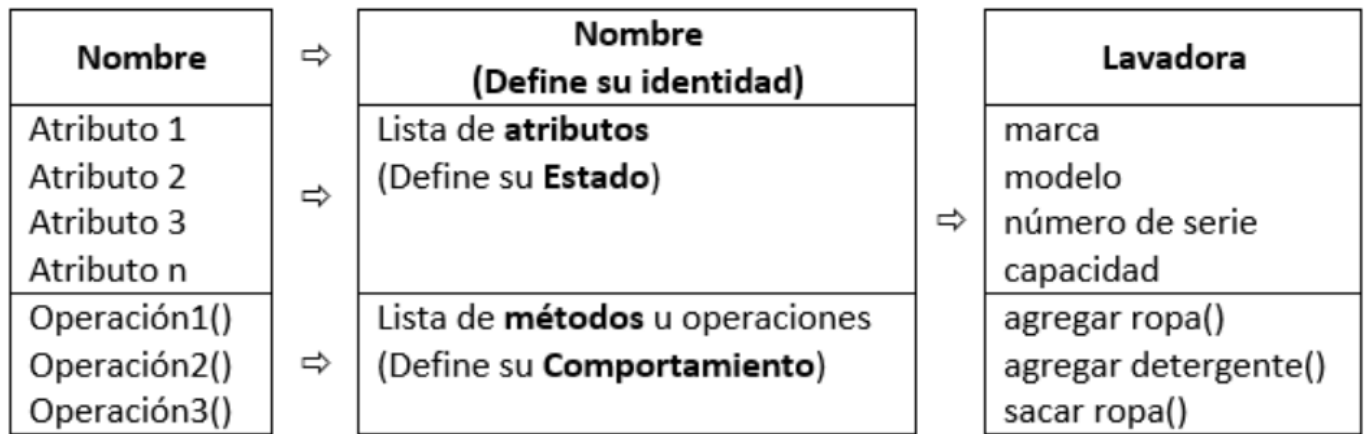 Nombre
Atributo 1
Atributo 2
Atributo 3
Atributo n
Operación1()
Operación2()
Operación3()
⇨
⇨
⇨
Nombre
(Define su identidad)
Lista de atributos
(Define su Estado)
Lista de métodos u operaciones
(Define su Comportamiento)
⇨
Lavadora
marca
modelo
número de serie
capacidad
agregar ropa()
agregar detergente()
sacar ropa()